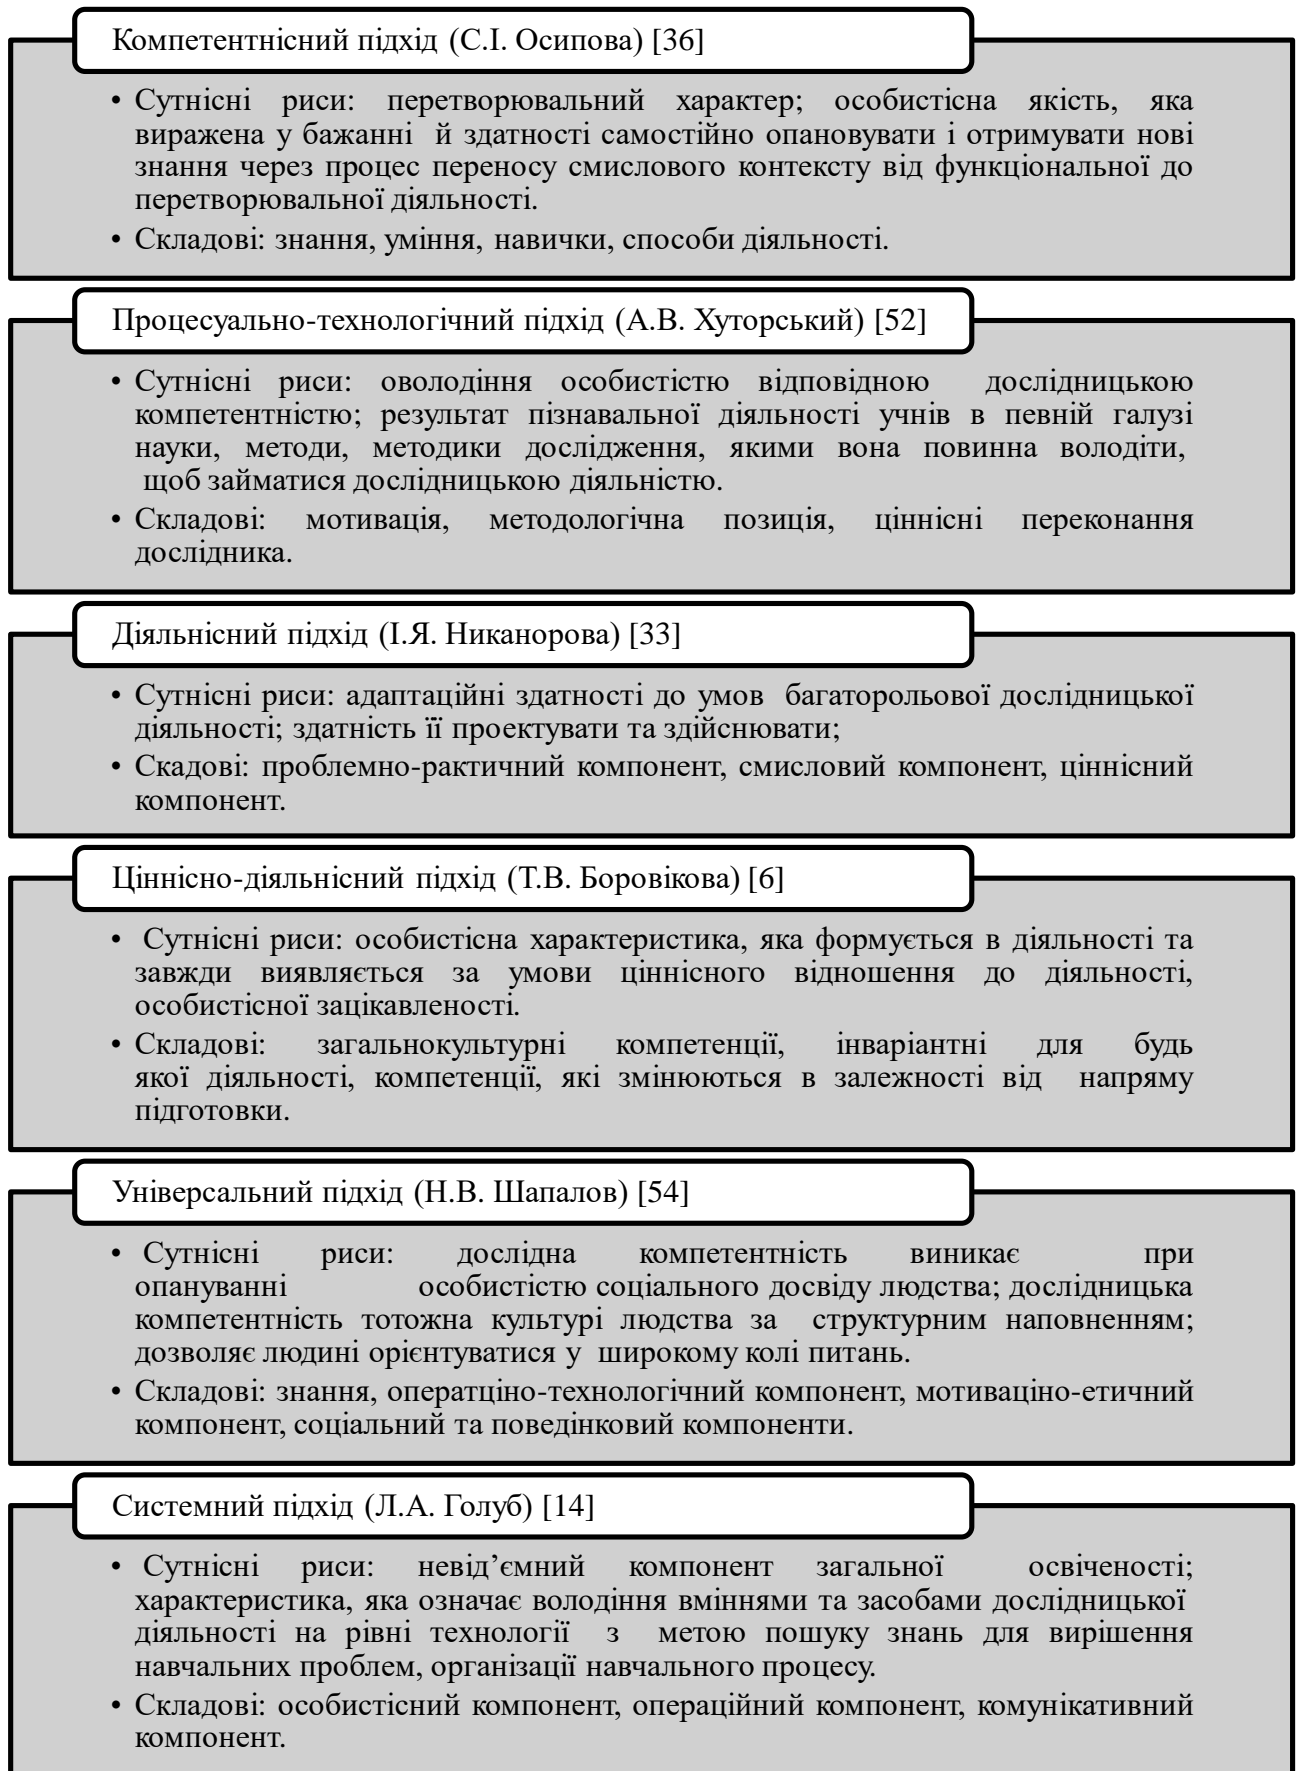 Компетентнісний підхід (С.І. Осипова) [36]
• Сутнісні риси: перетворювальний характер; особистісна якість, яка
виражена у бажанні й здатності самостійно опановувати і отримувати нові
знання через процес переносу смислового контексту від функціональної до
перетворювальної діяльності.
• Складові: знання, уміння, навички, способи діяльності.
Процесуально-технологічний підхід (А.В. Хуторський) [52]
• Сутнісні риси: оволодіння особистістю відповідною дослідницькою
компетентністю; результат пізнавальної діяльності учнів в певній галузі
науки, методи, методики дослідження, якими вона повинна володіти,
щоб займатися дослідницькою діяльністю.
• Складові: мотивація, методологічна позиція, ціннісні переконання
дослідника.
Діяльнісний підхід (І.Я. Никанорова) [33]
• Сутнісні риси: адаптаційні здатності до умов багаторольової дослідницької
діяльності; здатність її проектувати та здійснювати;
• Скадові: проблемно-рактичний компонент, смисловий компонент, ціннісний
компонент.
Ціннісно-діяльнісний підхід (Т.В. Боровікова) [6]
• Сутнісні риси: особистісна характеристика, яка формується в діяльності та
завжди виявляється за умови ціннісного відношення до діяльності,
особистісної зацікавленості.
• Складові: загальнокультурні компетенції, інваріантні для будь
якої діяльності, компетенції, які змінюються в залежності від напряму
підготовки.
Універсальний підхід (Н.В. Шапалов) [54]
• Сутнісні риси: дослідна компетентність виникає при
опануванні особистістю соціального досвіду людства; дослідницька
компетентність тотожна культурі людства за структурним наповненням;
дозволяє людині орієнтуватися у широкому колі питань.
• Складові: знання, оператціно-технологічний компонент, мотиваціно-етичний
компонент, соціальний та поведінковий компоненти.
Системний підхід (Л.А. Голуб) [14]
• Сутнісні риси: невід’ємний компонент загальної освіченості;
характеристика, яка означає володіння вміннями та засобами дослідницької
діяльності на рівні технології з метою пошуку знань для вирішення
навчальних проблем, організації навчального процесу.
• Складові: особистісний компонент, операційний компонент, комунікативний
компонент.